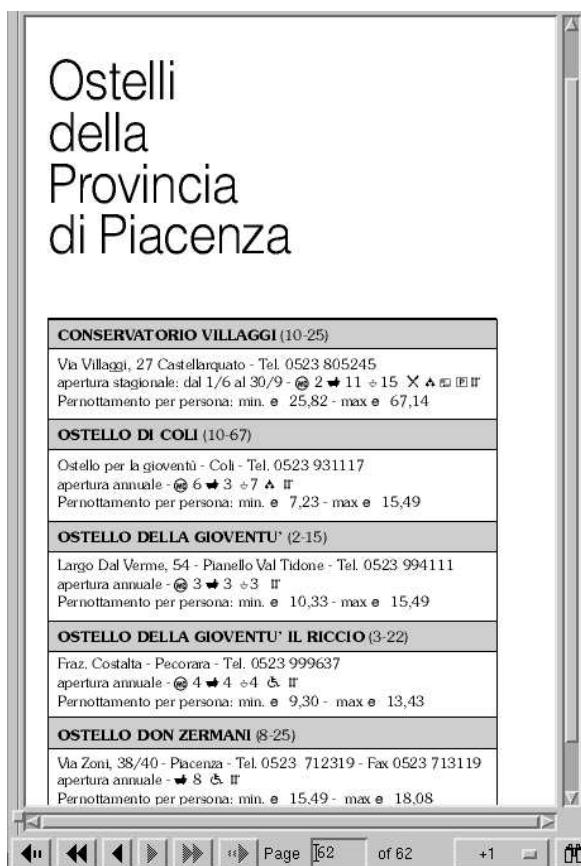 Ostelli
della
Provincia
di Piacenza
CONSERVATORIO VILLAGGI (10-25)
Via Villaggi, 27 Castellarquato - Tel. 0523 805245
apertura stagionale: dal 1/6 al 30/9 - WC 2 11 ÷ 15 P
Pernottamento per persona: min. e 25,82 - max e 67,14
OSTELLO DI COLI (10-67)
Ostello per la gioventù - Coli - Tel. 0523 931117
apertura annuale - WC 6 3 ÷7
Pernottamento per persona: min. e 7,23 - max e 15,49
OSTELLO DELLA GIOVENTU' (2-15)
Largo Dal Verme, 54 - Pianello Val Tidone - Tel. 0523 994111
apertura annuale - WC 3 3 ÷3
Pernottamento per persona: min. e 10,33 - max e 15,49
OSTELLO DELLA GIOVENTU' IL RICCIO (3-22)
Fraz. Costalta - Pecorara - Tel. 0523 999637
apertura annuale - WC 4 4 ÷4
Pernottamento per persona: min. e 9,30 - max e 13,43
OSTELLO DON ZERMANI (8-25)
Via Zoni, 38/40 - Piacenza - Tel. 0523 712319 - Fax 0523 713119
apertura annuale - 8
Pernottamento per persona: min. e 15,49 - max e 18,08
Page 62 of 62 +1